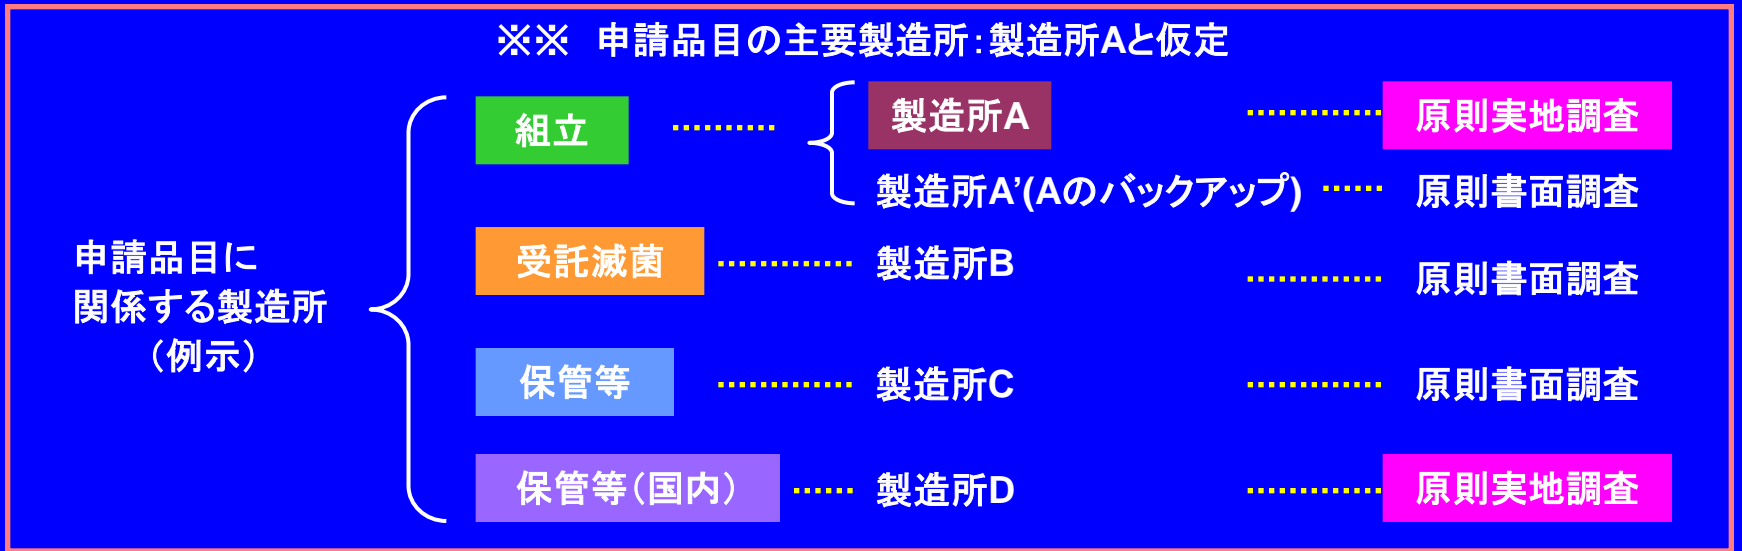 ※※ 申請品目の主要製造所：製造所Aと仮定
申請品目に
関係する製造所
（例示）
組立
製造所A
原則実地調査
製造所A’(Aのバックアップ)
原則書面調査
受託滅菌
製造所B
原則書面調査
保管等
製造所C
原則書面調査
保管等（国内）
製造所D
原則実地調査